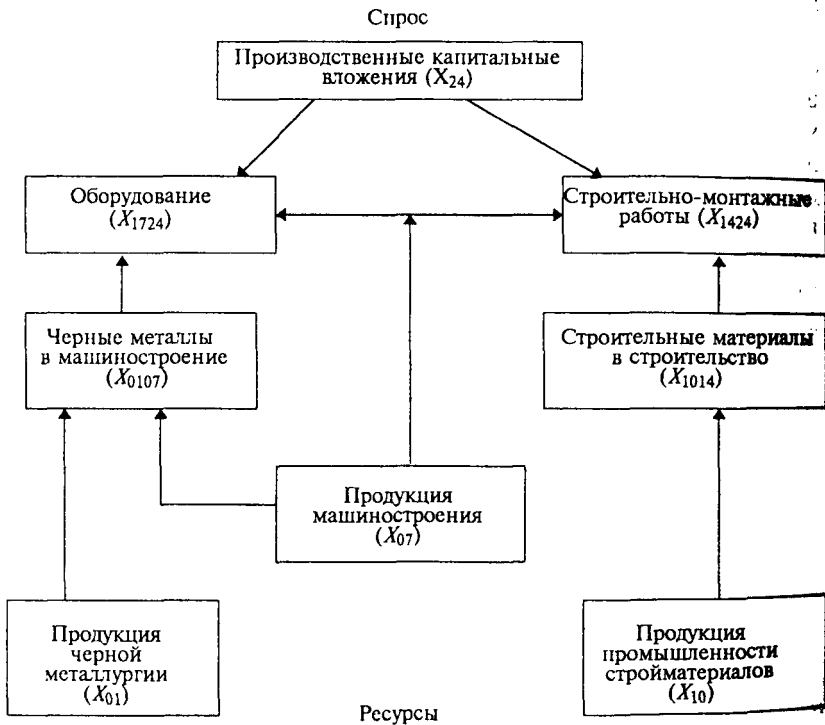 Спрос
Производственные капитальные
вложения (X24)
Оборудование
(X1724)
Строительно-монтажные
работы (X1424)
Черные металлы
в машиностроение
(X0107)
Строительные материалы
в строительство
(X1014)
Продукция
машиностроения
(X07)
Продукция
черной
металлургии
(X01)
Продукция
промышленности
стройматериалов
(X10)
Ресурсы